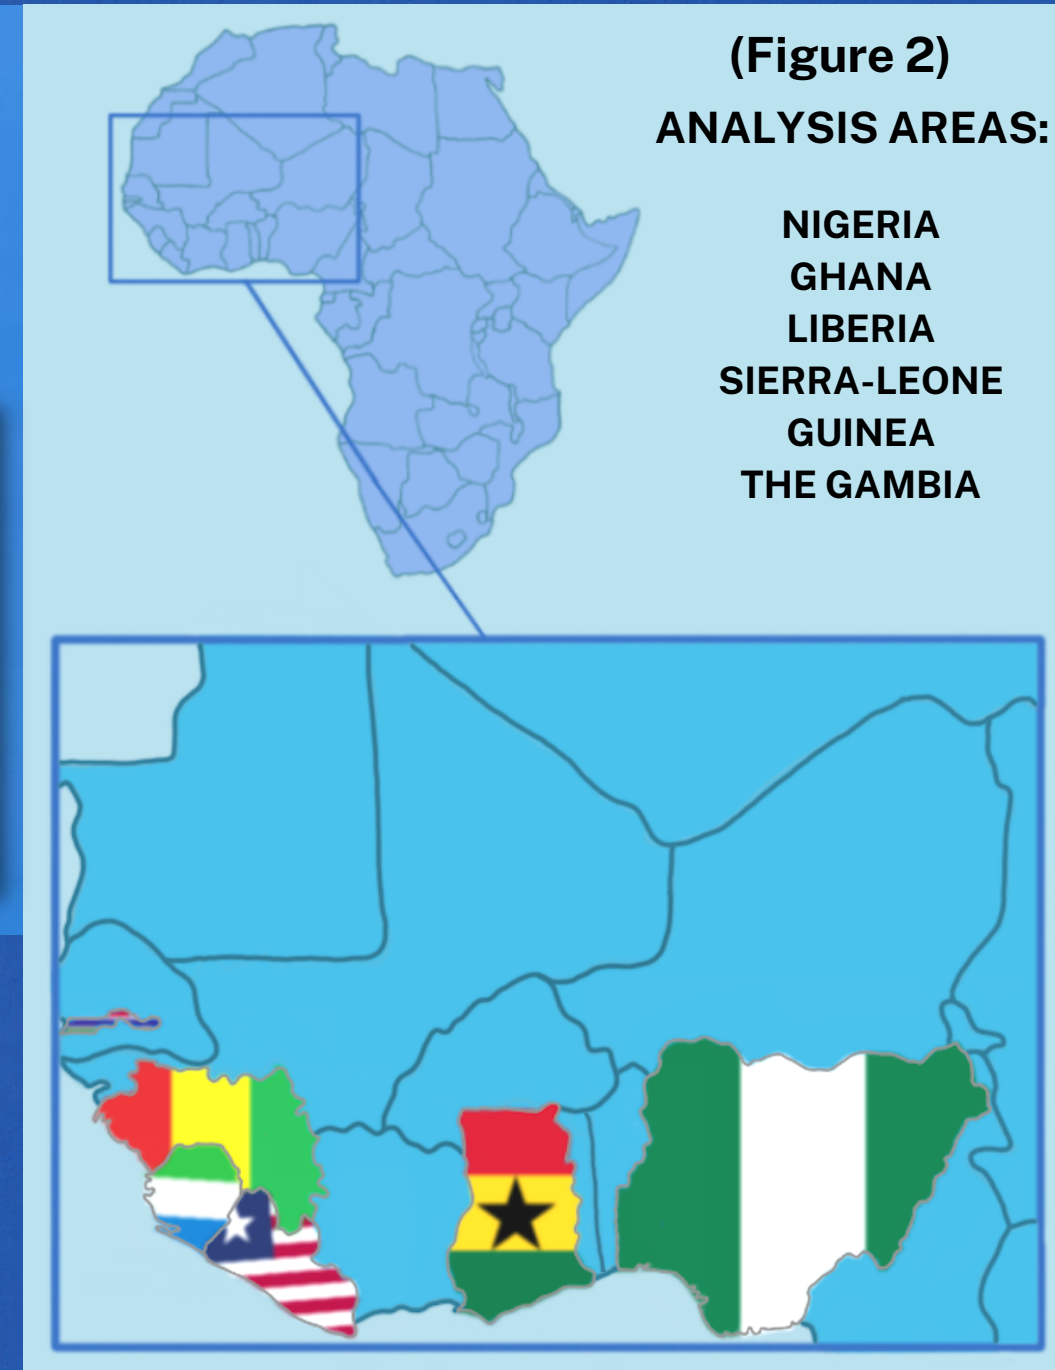 (Figure 2)
ANALYSIS AREAS:
NIGERIA
GHANA
LIBERIA
SIERRA-LEONE
GUINEA
THE GAMBIA